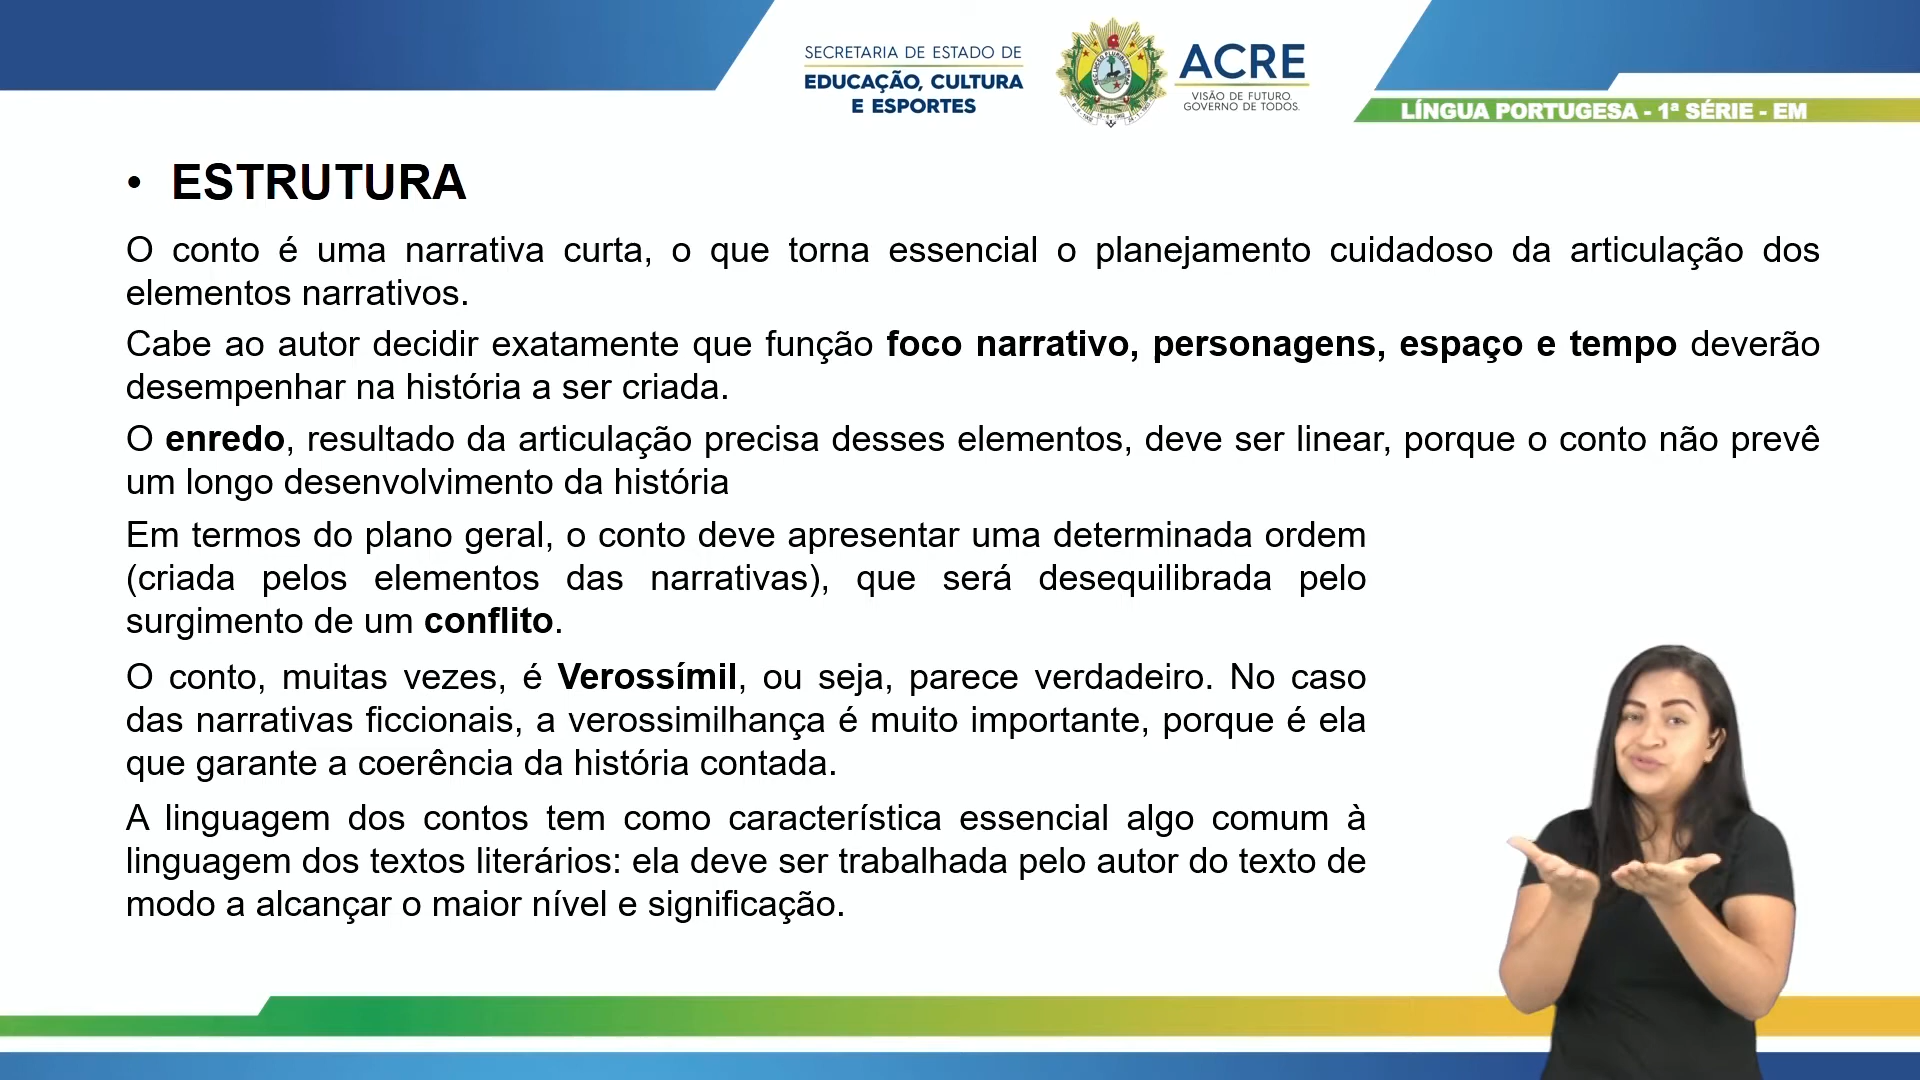 SECRETARIA DE ESTADO DE
EDUCAÇÃO, CULTURA
E ESPORTES
ACRE
VISÃO DE FUTURO.
GOVERNO DE TODOS.
LÍNGUA PORTUGESA - 1ª SÉRIE - EM
• ESTRUTURA
O conto é uma narrativa curta, o que torna essencial o planejamento cuidadoso da articulação dos
elementos narrativos.
Cabe ao autor decidir exatamente que função foco narrativo, personagens, espaço e tempo deverão
desempenhar na história a ser criada.
O enredo, resultado da articulação precisa desses elementos, deve ser linear, porque o conto não prevê
um longo desenvolvimento da história
Em termos do plano geral, o conto deve apresentar uma determinada ordem
(criada pelos elementos das narrativas), que será desequilibrada pelo
surgimento de um conflito.
O conto, muitas vezes, é Verossímil, ou seja, parece verdadeiro. No caso
das narrativas ficcionais, a verossimilhança é muito importante, porque é ela
que garante a coerência da história contada.
A linguagem dos contos tem como característica essencial algo comum à
linguagem dos textos literários: ela deve ser trabalhada pelo autor do texto de
modo a alcançar o maior nível e significação.